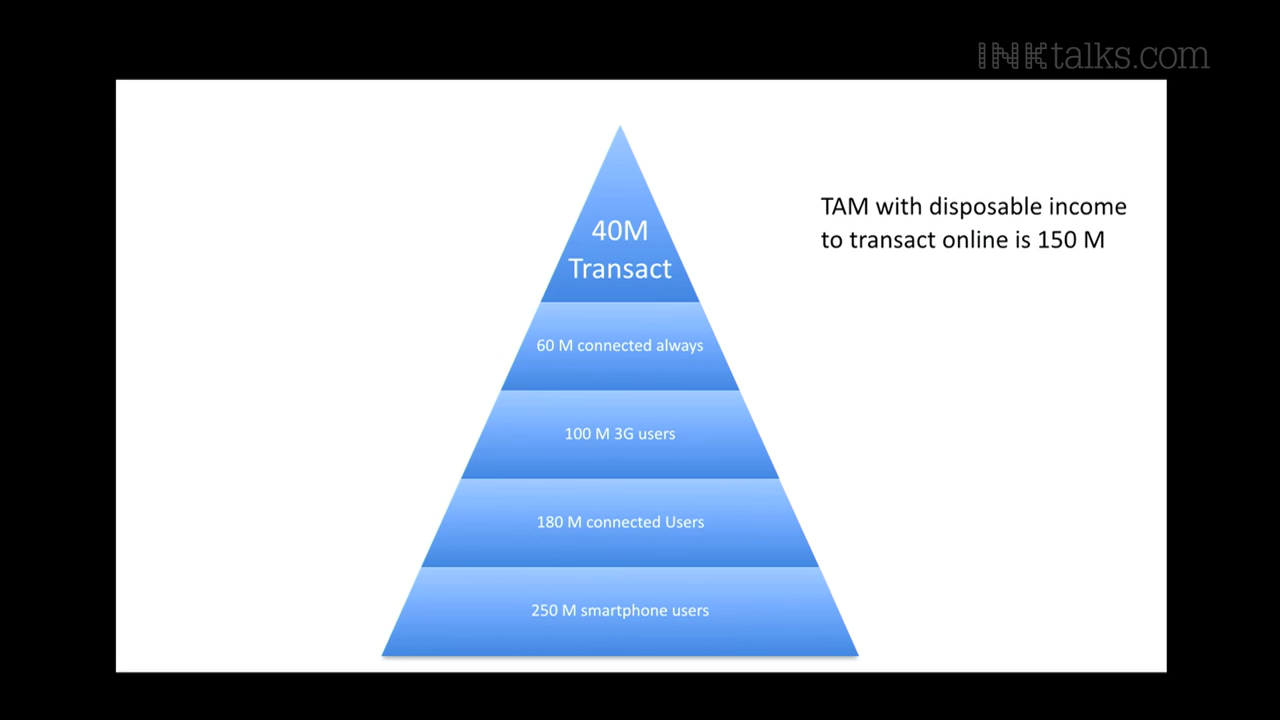 INKtalks.com
TAM with disposable income
to transact online is 150 M
40M
Transact
60 M connected always
100 M 3G users
180 M connected Users
250 M smartphone users